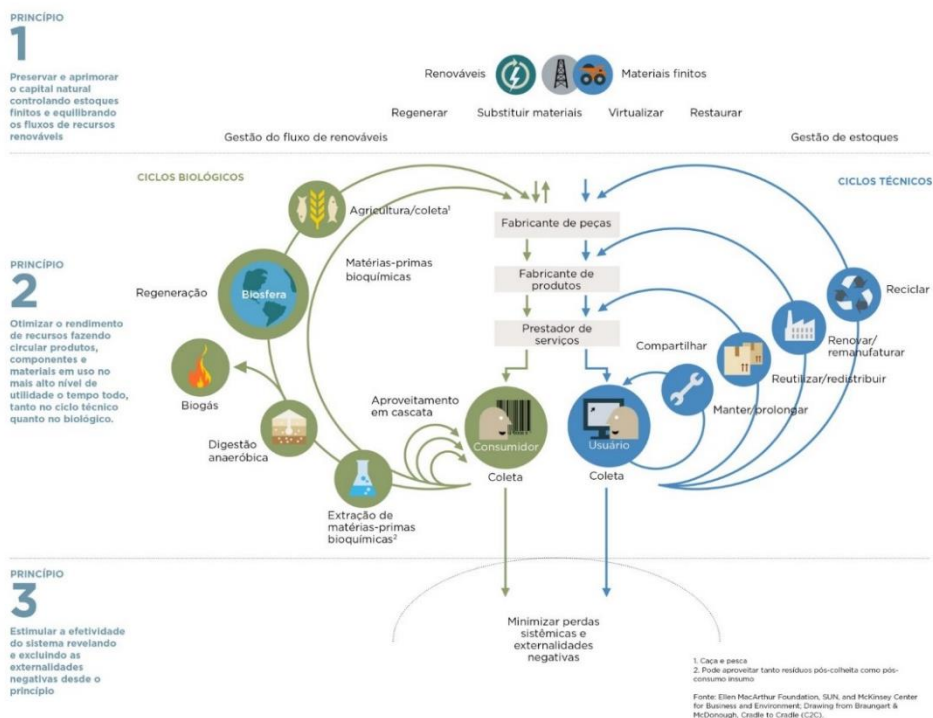 PRINCÍPIO
1
Preservar e aprimorar
o capital natural
controlando estoques
finitos e equilibrando
os fluxos de recursos
renováveis
Renováveis
Materiais finitos
Regenerar
Substituir materiais
Virtualizar
Restaurar
Gestão do fluxo de renováveis
Gestão de estoques
PRINCÍPIO
2
Otimizar o rendimento
de recursos fazendo
circular produtos,
componentes e
materiais em uso no
mais alto nível de
utilidade o tempo todo,
tanto no ciclo técnico
quanto no biológico.
CICLOS BIOLÓGICOS
CICLOS TÉCNICOS
Agricultura/coleta¹
Matérias-primas
bioquímicas
Regeneração
Biosfera
Biogás
Digestão
anaeróbica
Extração de
matérias-primas
bioquímicas²
Aproveitamento
em cascata
Fabricante de peças
Fabricante de
produtos
Prestador de
serviços
Consumidor
Coleta
Usuário
Coleta
Compartilhar
Manter/prolongar
Reutilizar/redistribuir
Renovar/
remanufaturar
Reciclar
PRINCÍPIO
3
Estimular a efetividade
do sistema revelando
e excluindo as
externalidades
negativas desde o
princípio
Minimizar perdas
sistêmicas e
externalidades
negativas
1. Caça e pesca
2. Pode aproveitar tanto resíduos pós-colheita como pós-
consumo insumo
Fonte: Ellen MacArthur Foundation, SUN, and McKinsey Center
for Business and Environment; Drawing from Braungart &
McDonough, Cradle to Cradle (C2C).